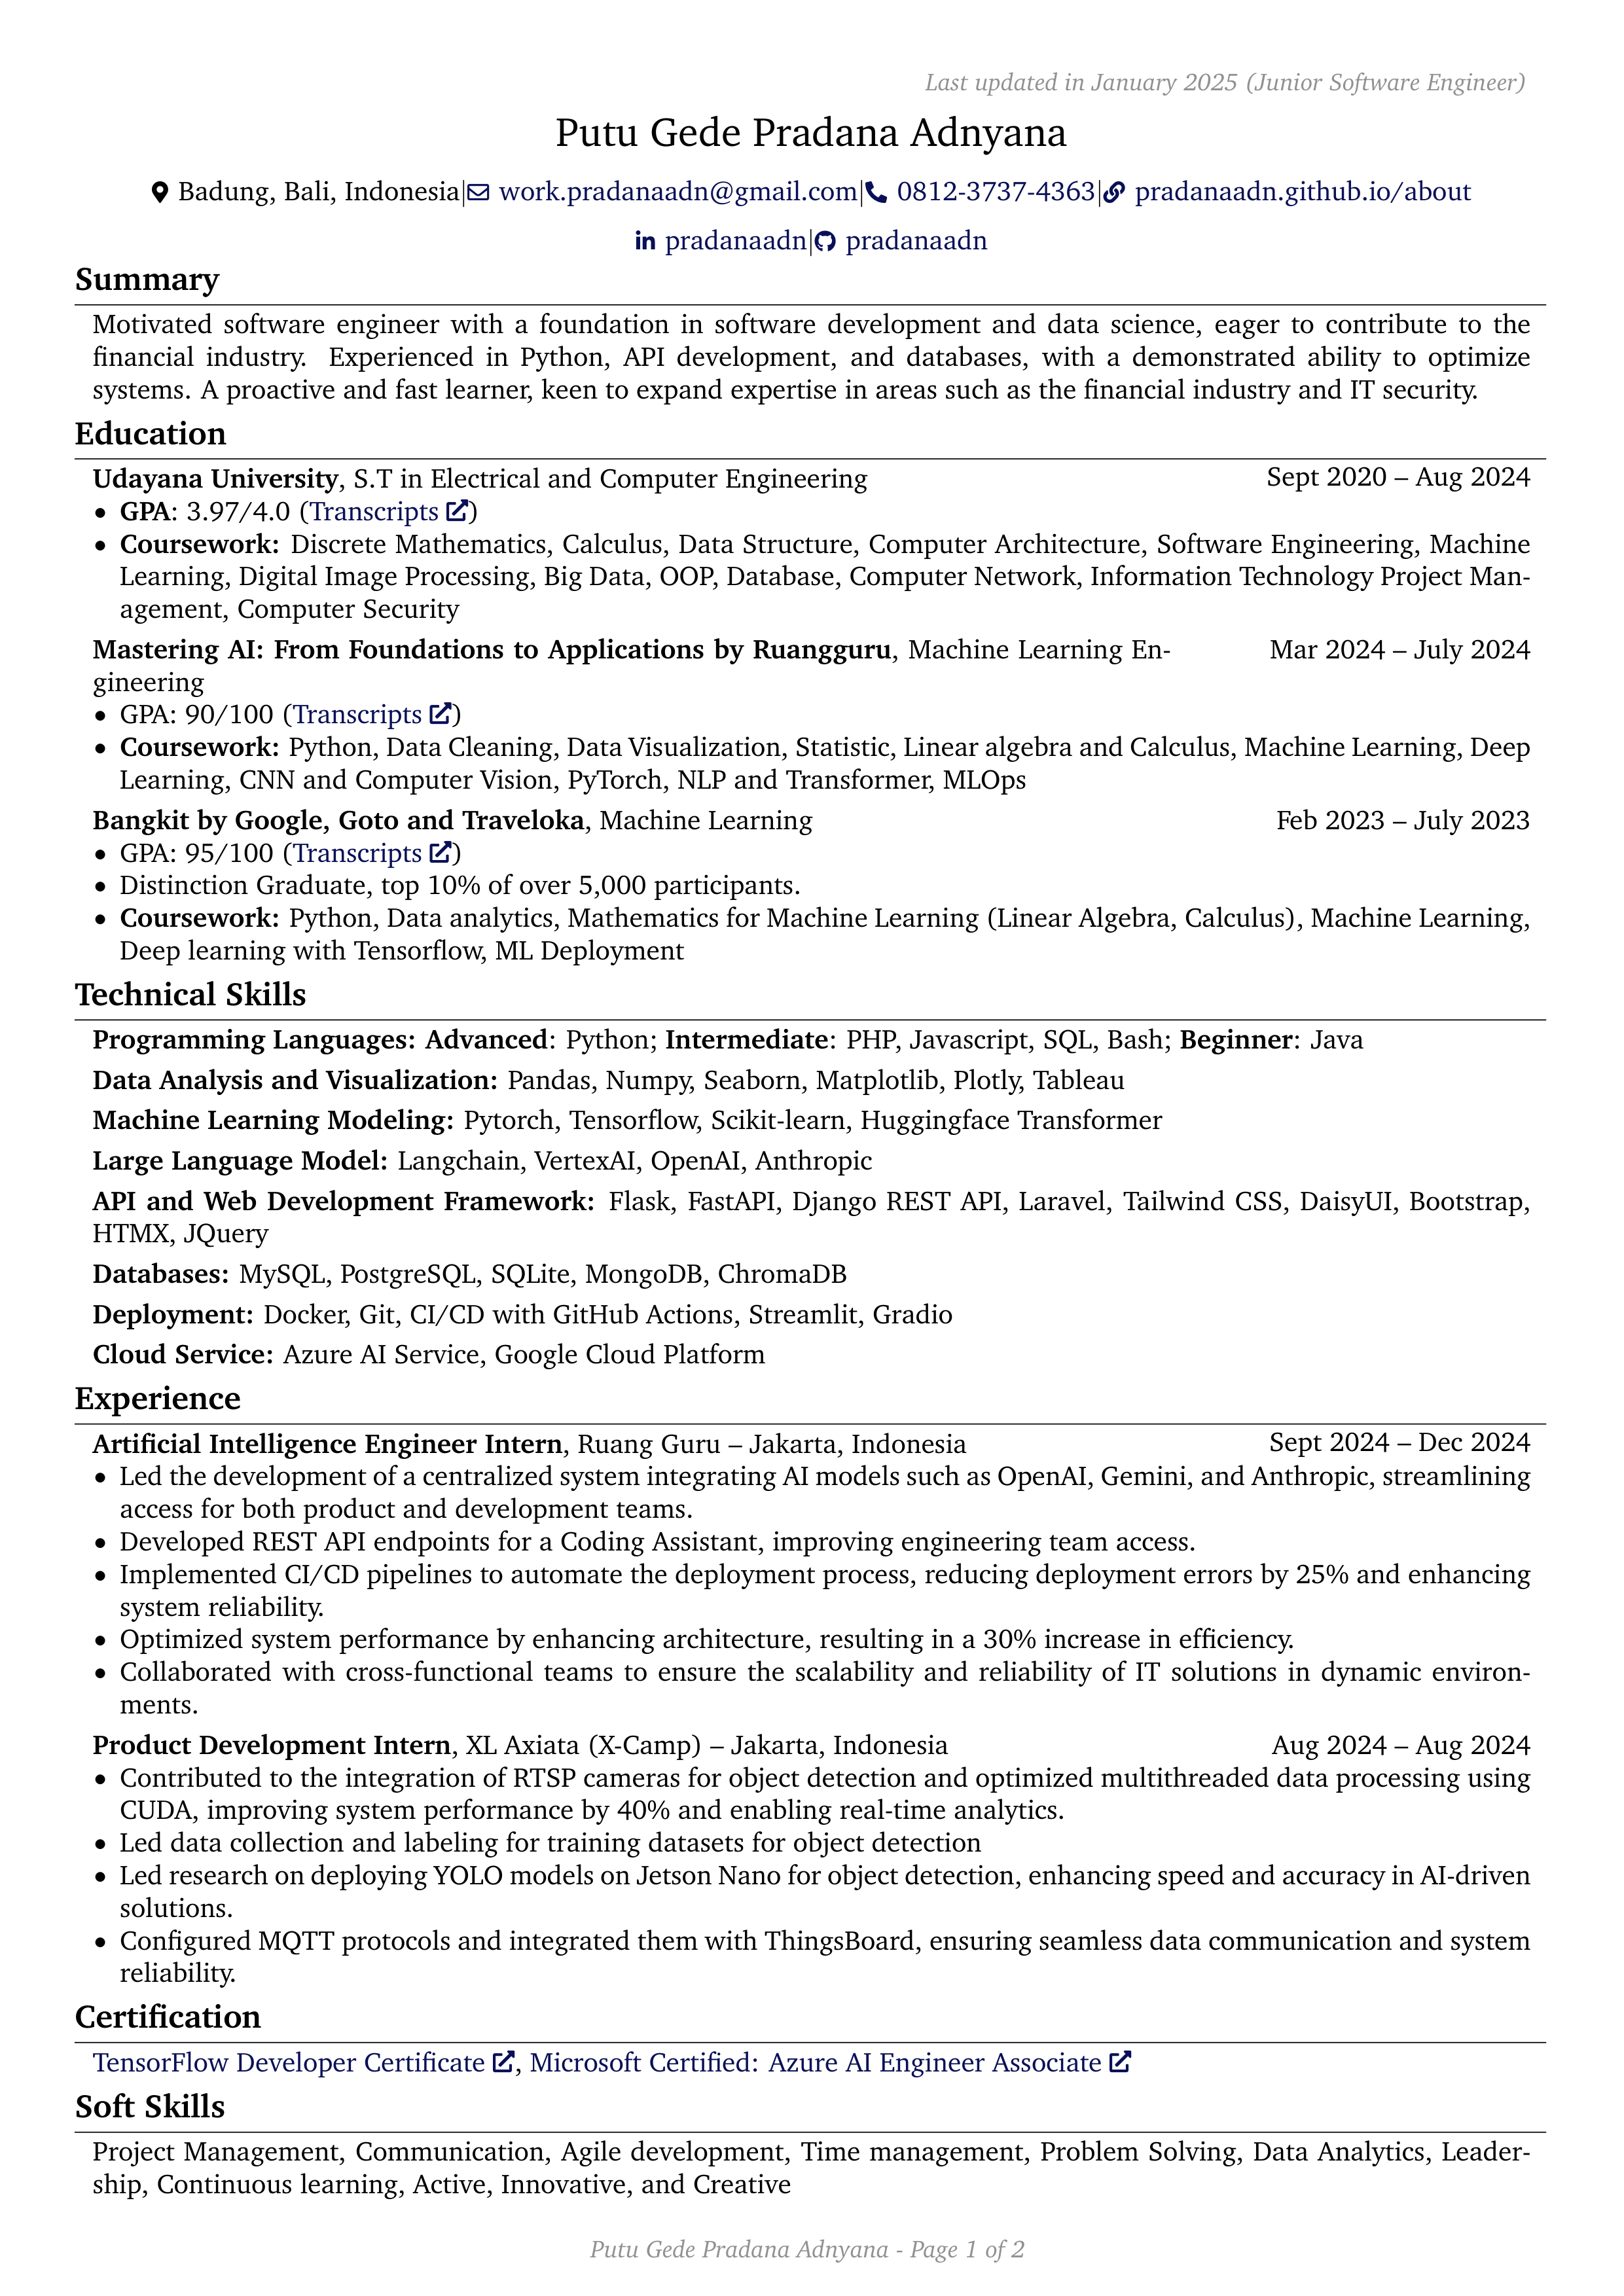 Last updated in January 2025 (Junior Software Engineer)
Putu Gede Pradana Adnyana
Badung, Bali, Indonesia| work.pradanaadn@gmail.com| 0812-3737-4363| pradanaadn.github.io/about
pradanaadn| pradanaadn
Summary
Motivated software engineer with a foundation in software development and data science, eager to contribute to the
financial industry. Experienced in Python, API development, and databases, with a demonstrated ability to optimize
systems. A proactive and fast learner, keen to expand expertise in areas such as the financial industry and IT security.
Education
Udayana University, S.T in Electrical and Computer Engineering Sept 2020 – Aug 2024
• GPA: 3.97/4.0 (Transcripts)
• Coursework: Discrete Mathematics, Calculus, Data Structure, Computer Architecture, Software Engineering, Machine
Learning, Digital Image Processing, Big Data, OOP, Database, Computer Network, Information Technology Project Man-
agement, Computer Security
Mastering AI: From Foundations to Applications by Ruangguru, Machine Learning En- Mar 2024 – July 2024
gineering
• GPA: 90/100 (Transcripts)
• Coursework: Python, Data Cleaning, Data Visualization, Statistic, Linear algebra and Calculus, Machine Learning, Deep
Learning, CNN and Computer Vision, PyTorch, NLP and Transformer, MLOps
Bangkit by Google, Goto and Traveloka, Machine Learning Feb 2023 – July 2023
• GPA: 95/100 (Transcripts)
• Distinction Graduate, top 10% of over 5,000 participants.
• Coursework: Python, Data analytics, Mathematics for Machine Learning (Linear Algebra, Calculus), Machine Learning,
Deep learning with Tensorflow, ML Deployment
Technical Skills
Programming Languages: Advanced: Python; Intermediate: PHP, Javascript, SQL, Bash; Beginner: Java
Data Analysis and Visualization: Pandas, Numpy, Seaborn, Matplotlib, Plotly, Tableau
Machine Learning Modeling: Pytorch, Tensorflow, Scikit-learn, Huggingface Transformer
Large Language Model: Langchain, VertexAI, OpenAI, Anthropic
API and Web Development Framework: Flask, FastAPI, Django REST API, Laravel, Tailwind CSS, DaisyUI, Bootstrap,
HTMX, JQuery
Databases: MySQL, PostgreSQL, SQLite, MongoDB, ChromaDB
Deployment: Docker, Git, CI/CD with GitHub Actions, Streamlit, Gradio
Cloud Service: Azure AI Service, Google Cloud Platform
Experience
Artificial Intelligence Engineer Intern, Ruang Guru – Jakarta, Indonesia Sept 2024 – Dec 2024
• Led the development of a centralized system integrating AI models such as OpenAI, Gemini, and Anthropic, streamlining
access for both product and development teams.
• Developed REST API endpoints for a Coding Assistant, improving engineering team access.
• Implemented CI/CD pipelines to automate the deployment process, reducing deployment errors by 25% and enhancing
system reliability.
• Optimized system performance by enhancing architecture, resulting in a 30% increase in efficiency.
• Collaborated with cross-functional teams to ensure the scalability and reliability of IT solutions in dynamic environ-
ments.
Product Development Intern, XL Axiata (X-Camp) – Jakarta, Indonesia Aug 2024 – Aug 2024
• Contributed to the integration of RTSP cameras for object detection and optimized multithreaded data processing using
CUDA, improving system performance by 40% and enabling real-time analytics.
• Led data collection and labeling for training datasets for object detection
• Led research on deploying YOLO models on Jetson Nano for object detection, enhancing speed and accuracy in AI-driven
solutions.
• Configured MQTT protocols and integrated them with ThingsBoard, ensuring seamless data communication and system
reliability.
Certification
TensorFlow Developer Certificate, Microsoft Certified: Azure AI Engineer Associate
Soft Skills
Project Management, Communication, Agile development, Time management, Problem Solving, Data Analytics, Leader-
ship, Continuous learning, Active, Innovative, and Creative
Putu Gede Pradana Adnyana - Page 1 of 2